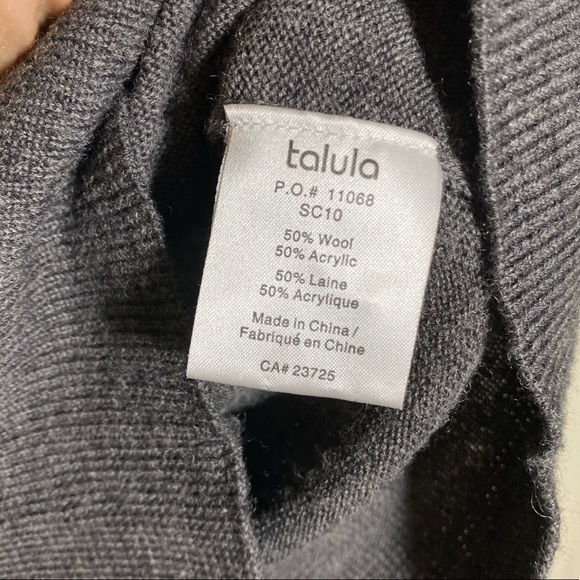 talula
P.O.# 11068
SC10
50% Wool
50% Acrylic
50% Laine
50% Acrylique
Made in China /
Fabriqué en Chine
CA# 23725